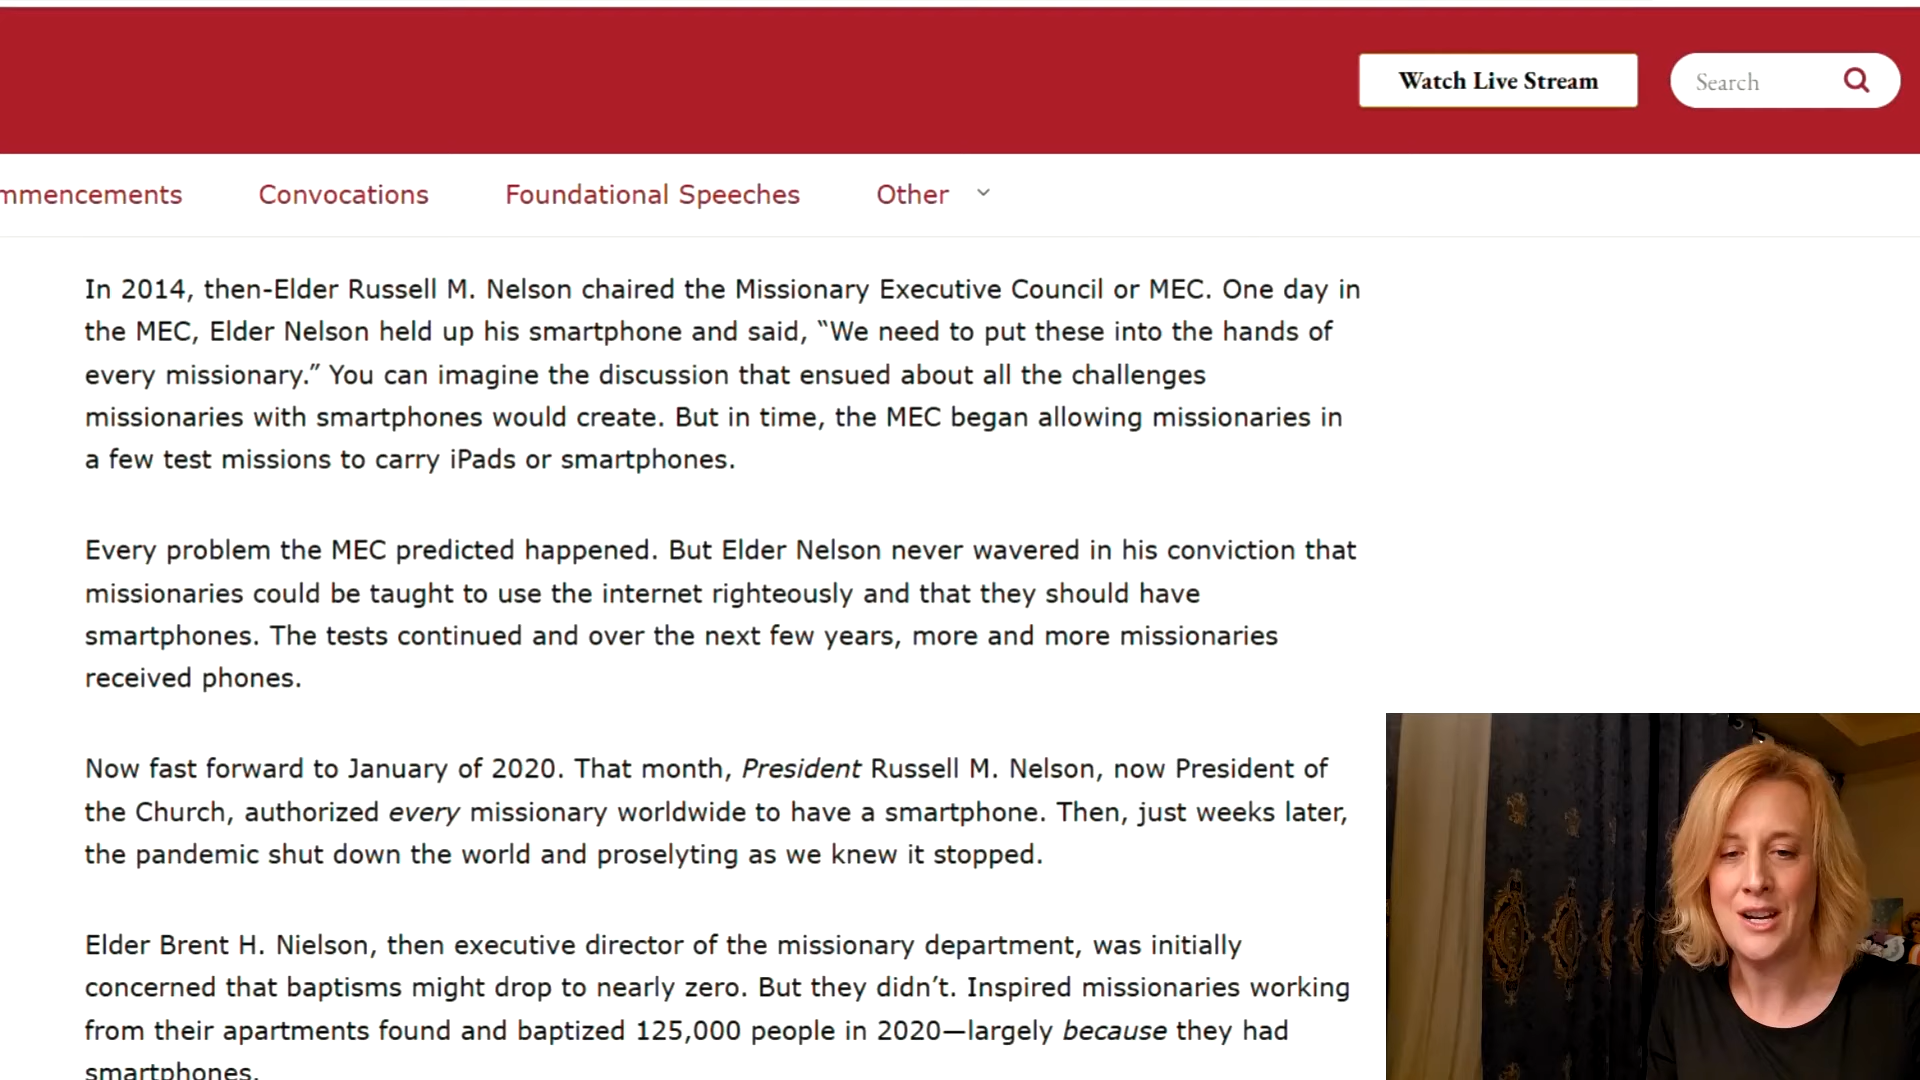 Watch Live Stream
Search
mmencements Convocations Foundational Speeches Other
In 2014, then-Elder Russell M. Nelson chaired the Missionary Executive Council or MEC. One day in
the MEC, Elder Nelson held up his smartphone and said, “We need to put these into the hands of
every missionary.” You can imagine the discussion that ensued about all the challenges
missionaries with smartphones would create. But in time, the MEC began allowing missionaries in
a few test missions to carry iPads or smartphones.
Every problem the MEC predicted happened. But Elder Nelson never wavered in his conviction that
missionaries could be taught to use the internet righteously and that they should have
smartphones. The tests continued and over the next few years, more and more missionaries
received phones.
Now fast forward to January of 2020. That month, President Russell M. Nelson, now President of
the Church, authorized every missionary worldwide to have a smartphone. Then, just weeks later,
the pandemic shut down the world and proselyting as we knew it stopped.
Elder Brent H. Nielson, then executive director of the missionary department, was initially
concerned that baptisms might drop to nearly zero. But they didn’t. Inspired missionaries working
from their apartments found and baptized 125,000 people in 2020—largely because they had
smartphones.